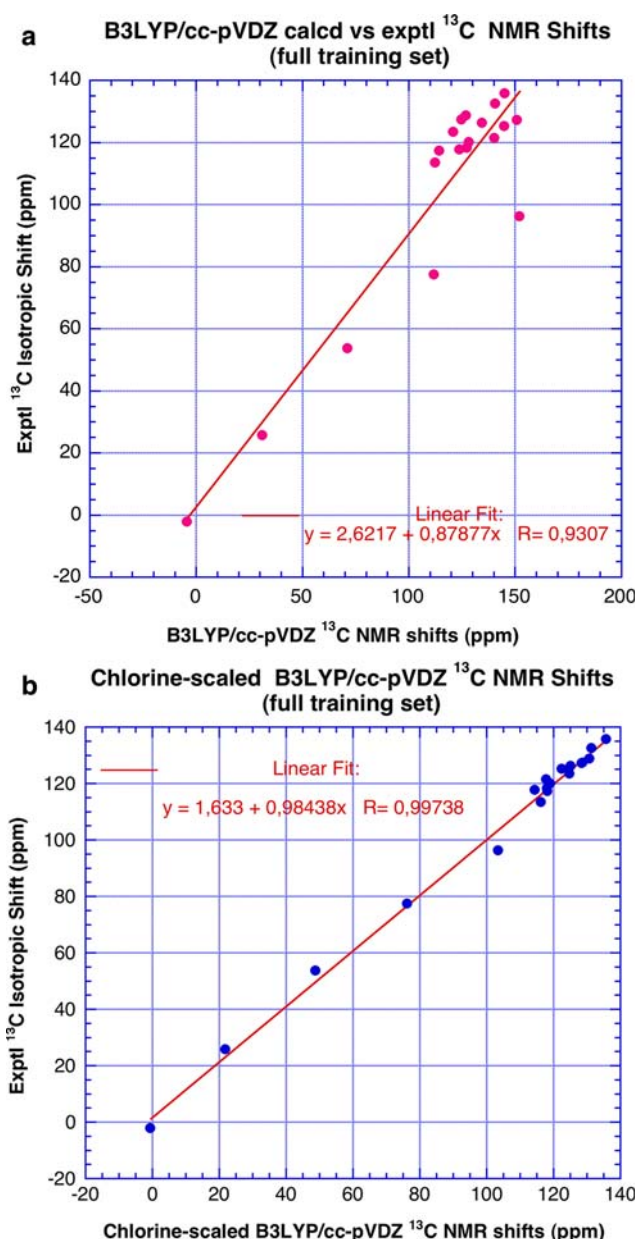 a
B3LYP/cc-pVDZ calcd vs exptl ¹³C NMR Shifts
(full training set)
140
120
100
80
60
40
20
0
-20
Exptl ¹³C Isotropic Shift (ppm)
Linear Fit:
y = 2,6217 + 0,87877x R= 0,9307
-50 0 50 100 150 200
B3LYP/cc-pVDZ ¹³C NMR shifts (ppm)
b
Chlorine-scaled B3LYP/cc-pVDZ ¹³C NMR Shifts
(full training set)
140
120
100
80
60
40
20
0
-20
Exptl ¹³C Isotropic Shift (ppm)
Linear Fit:
y = 1,633 + 0,98438x R= 0,99738
-20 0 20 40 60 80 100 120 140
Chlorine-scaled B3LYP/cc-pVDZ ¹³C NMR shifts (ppm)